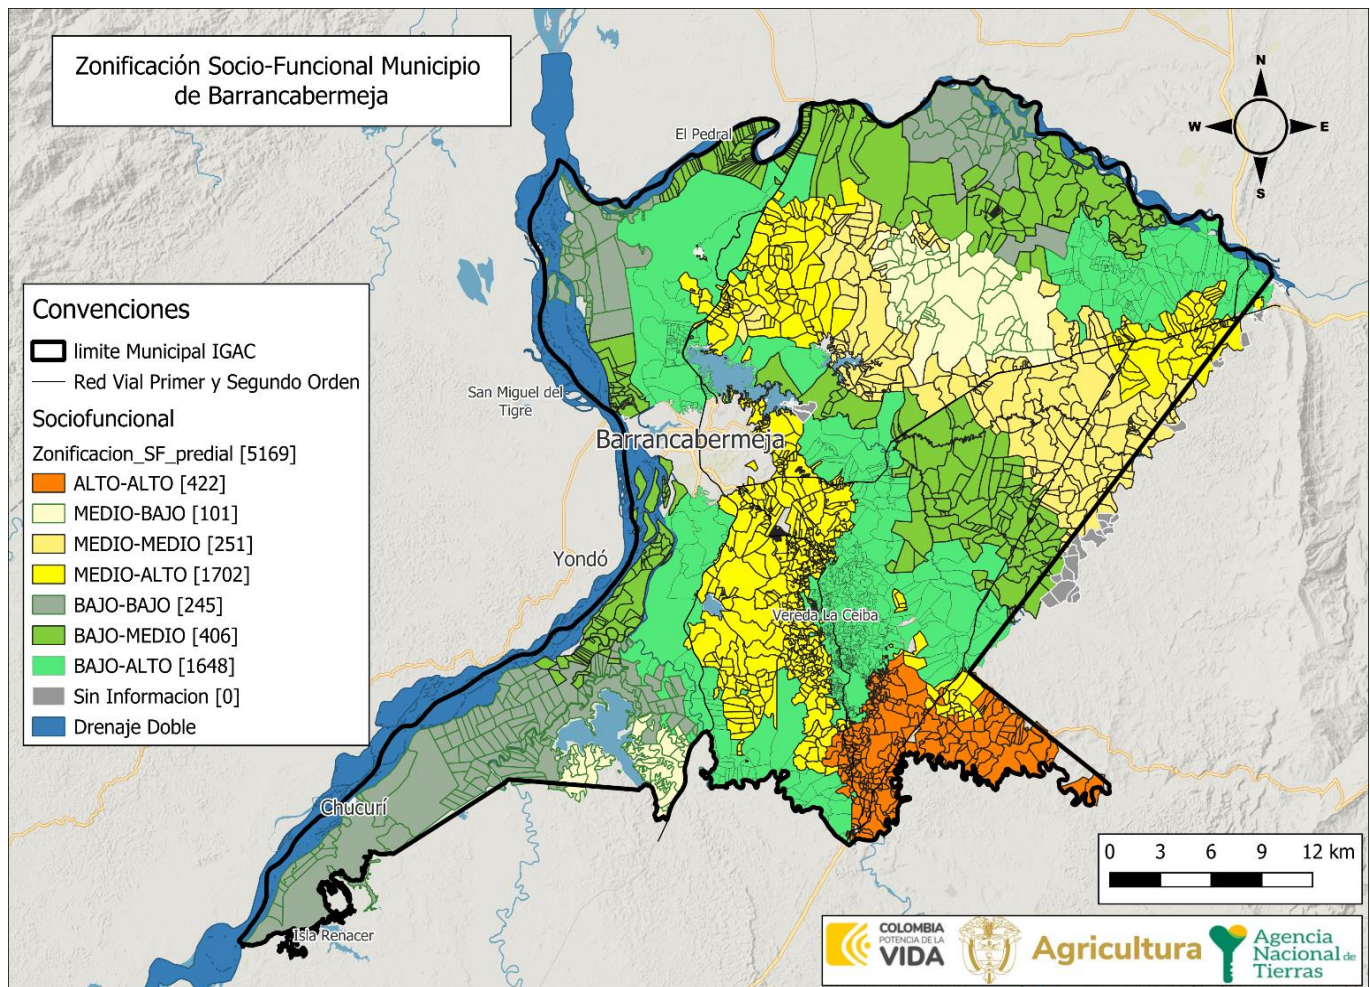 Zonificación Socio-Funcional Municipio
de Barrancabermeja
N
W
E
S
El Pedral
Convenciones
limite Municipal IGAC
Red Vial Primer y Segundo Orden
Sociofuncional
Zonificacion_SF_predial [5169]
ALTO-ALTO [422]
MEDIO-BAJO [101]
MEDIO-MEDIO [251]
MEDIO-ALTO [1702]
BAJO-BAJO [245]
BAJO-MEDIO [406]
BAJO-ALTO [1648]
Sin Informacion [0]
Drenaje Doble
San Miguel del
Tigre
Barrancabermeja
Yondó
Vereda La Ceiba
Chucurí
Isla Renacer
0 3 6 9 12 km
COLOMBIA
POTENCIA DE LA
VIDA
Agricultura
Agencia
Nacional de
Tierras